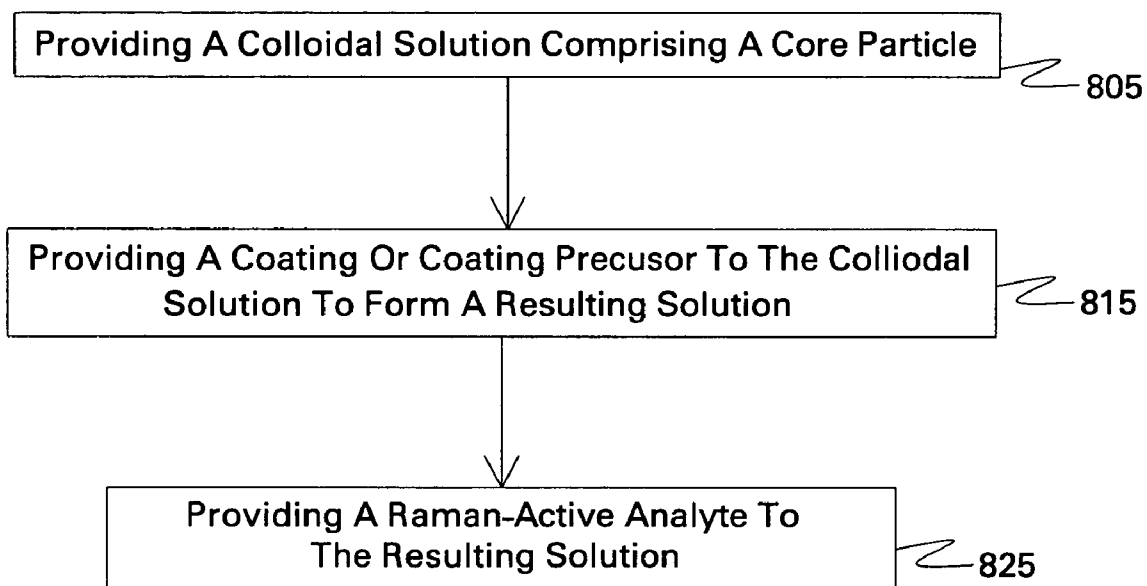 Providing A Colloidal Solution Comprising A Core Particle
805
Providing A Coating Or Coating Precusor To The Colliodal
Solution To Form A Resulting Solution
815
Providing A Raman-Active Analyte To
The Resulting Solution
825